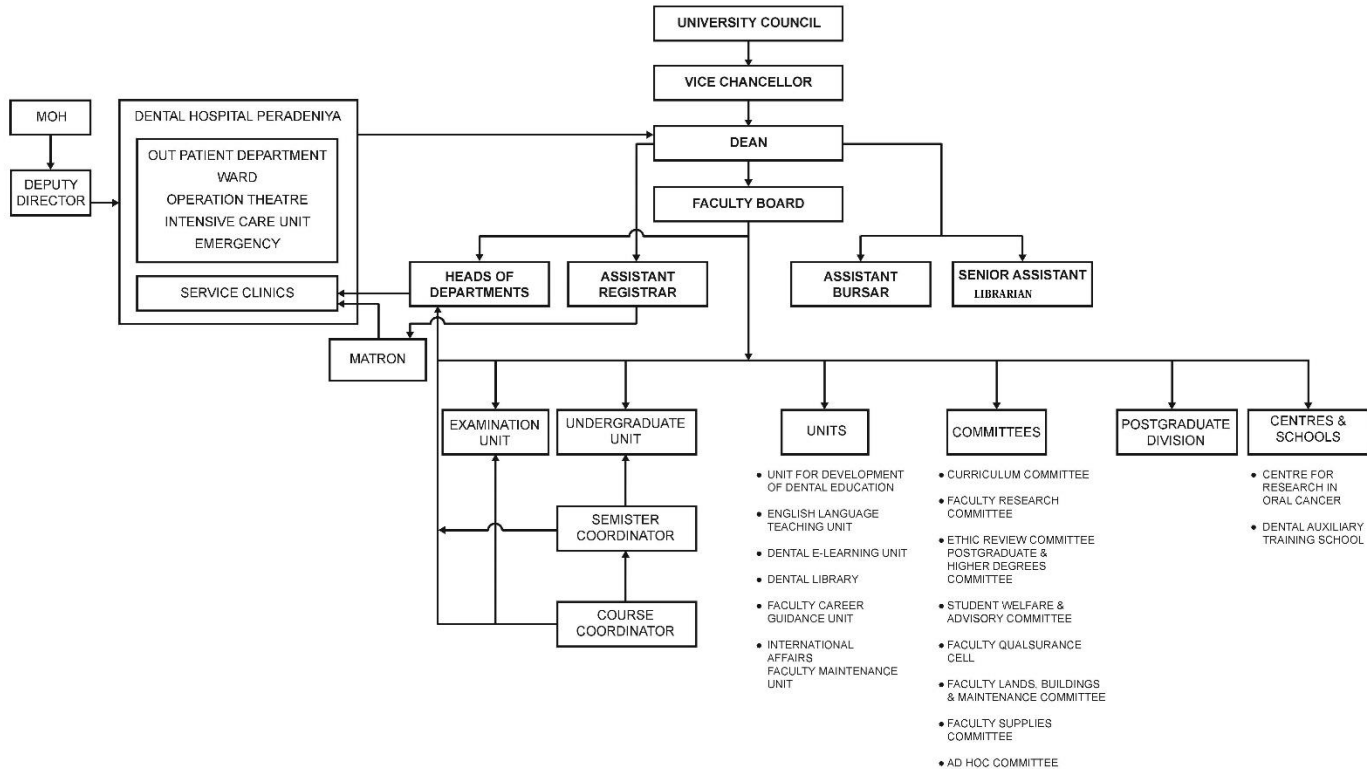 UNIVERSITY COUNCIL
VICE CHANCELLOR
MOH
DENTAL HOSPITAL PERADENIYA
DEAN
OUT PATIENT DEPARTMENT
WARD
OPERATION THEATRE
INTENSIVE CARE UNIT
EMERGENCY
DEPUTY
DIRECTOR
FACULTY BOARD
SERVICE CLINICS
HEADS OF
DEPARTMENTS
ASSISTANT
REGISTRAR
ASSISTANT
BURSAR
SENIOR ASSISTANT
LIBRARIAN
MATRON
EXAMINATION
UNIT
UNDERGRADUATE
UNIT
UNITS
COMMITTEES
POSTGRADUATE
DIVISION
CENTRES &
SCHOOLS
SEMISTER
COORDINATOR
COURSE
COORDINATOR
• UNIT FOR DEVELOPMENT
OF DENTAL EDUCATION
• ENGLISH LANGUAGE
TEACHING UNIT
• DENTAL E-LEARNING UNIT
• DENTAL LIBRARY
• FACULTY CAREER
GUIDANCE UNIT
• INTERNATIONAL
AFFAIRS
FACULTY MAINTENANCE
UNIT
• CURRICULUM COMMITTEE
• FACULTY RESEARCH
COMMITTEE
• ETHIC REVIEW COMMITTEE
POSTGRADUATE &
HIGHER DEGREES
COMMITTEE
• STUDENT WELFARE &
ADVISORY COMMITTEE
• FACULTY QUALSURANCE
CELL
• FACULTY LANDS, BUILDINGS
& MAINTENANCE COMMITTEE
• FACULTY SUPPLIES
COMMITTEE
• AD HOC COMMITTEE
• CENTRE FOR
RESEARCH IN
ORAL CANCER
• DENTAL AUXILIARY
TRAINING SCHOOL